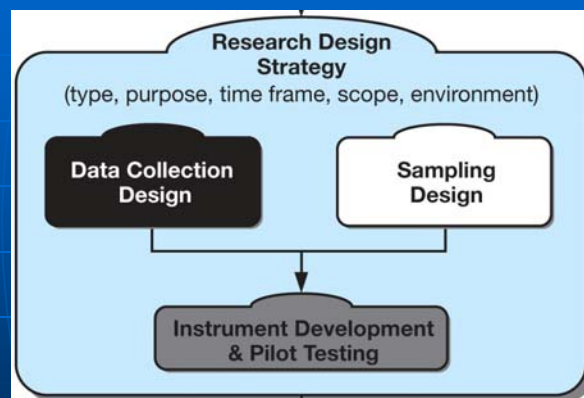 Research Design
Strategy
(type, purpose, time frame, scope, environment)
Data Collection
Design
Sampling
Design
Instrument Development
& Pilot Testing